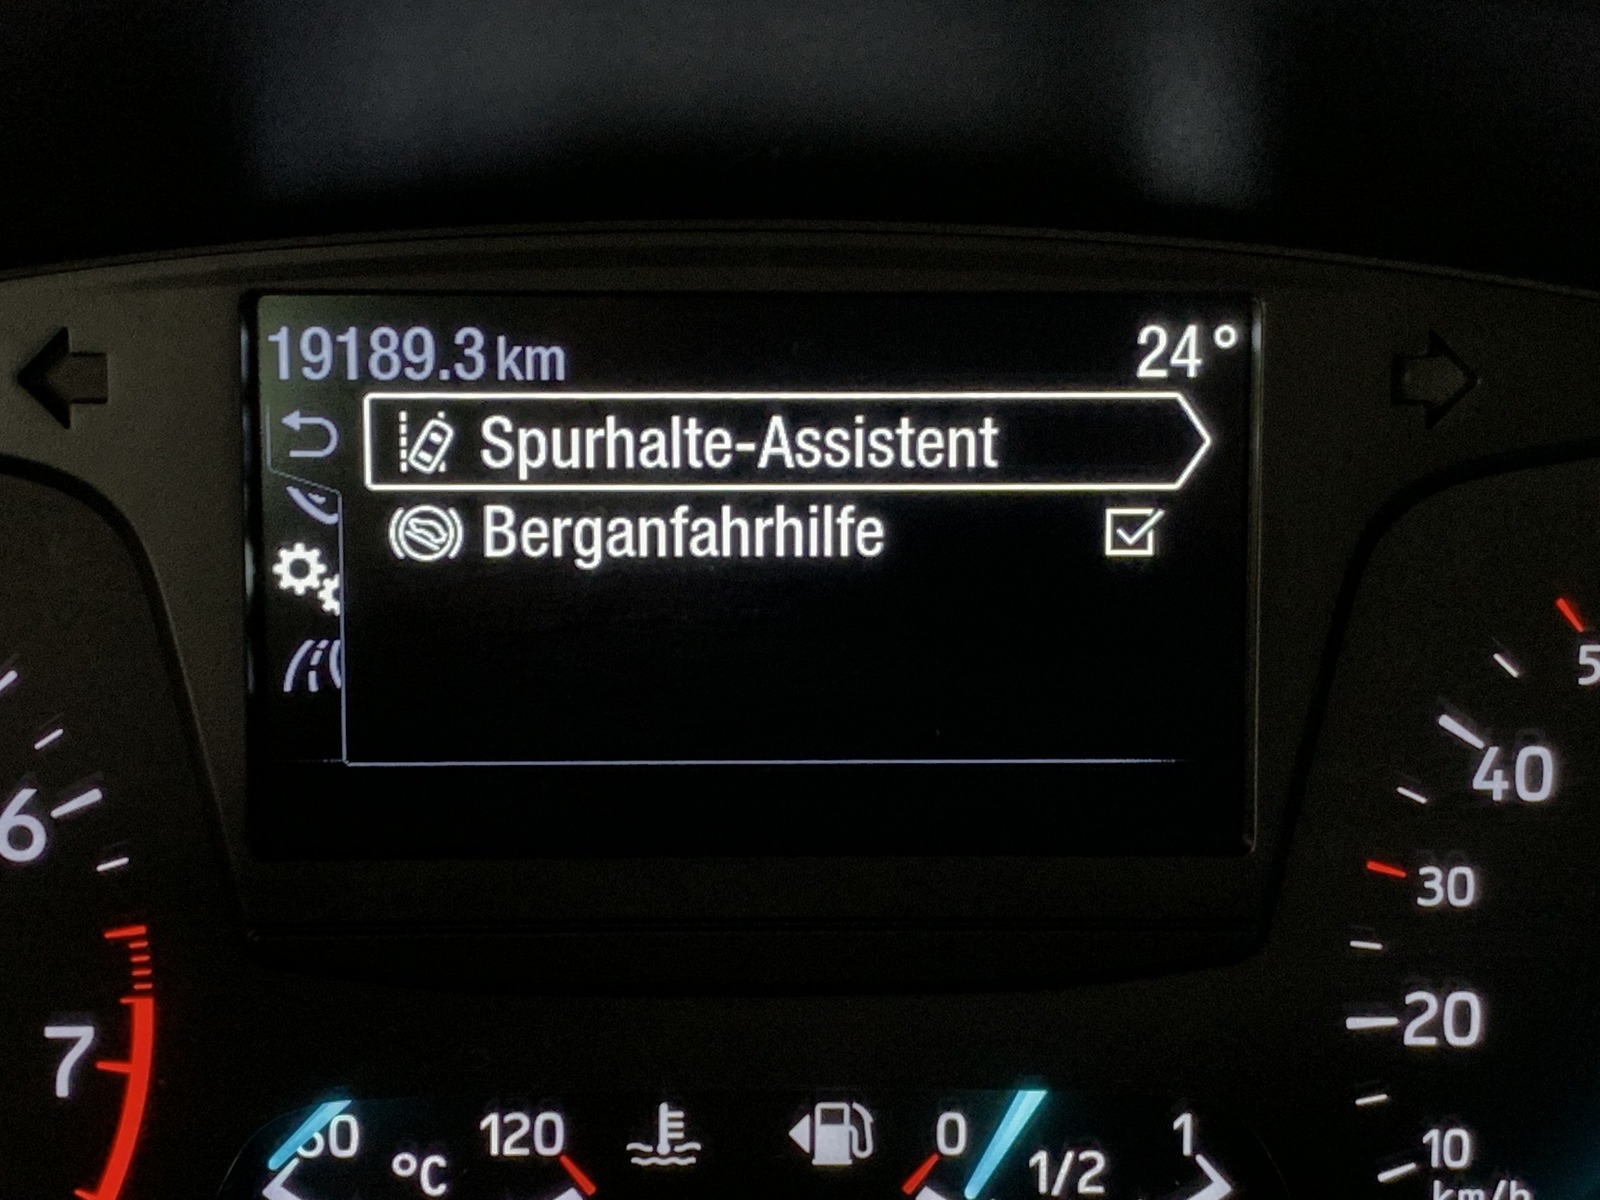 19189.3 km 24°
Spurhalte-Assistent
Berganfahrhilfe
5
40
6
30
20
7
120 0 1 10
°C 1/2
km/h